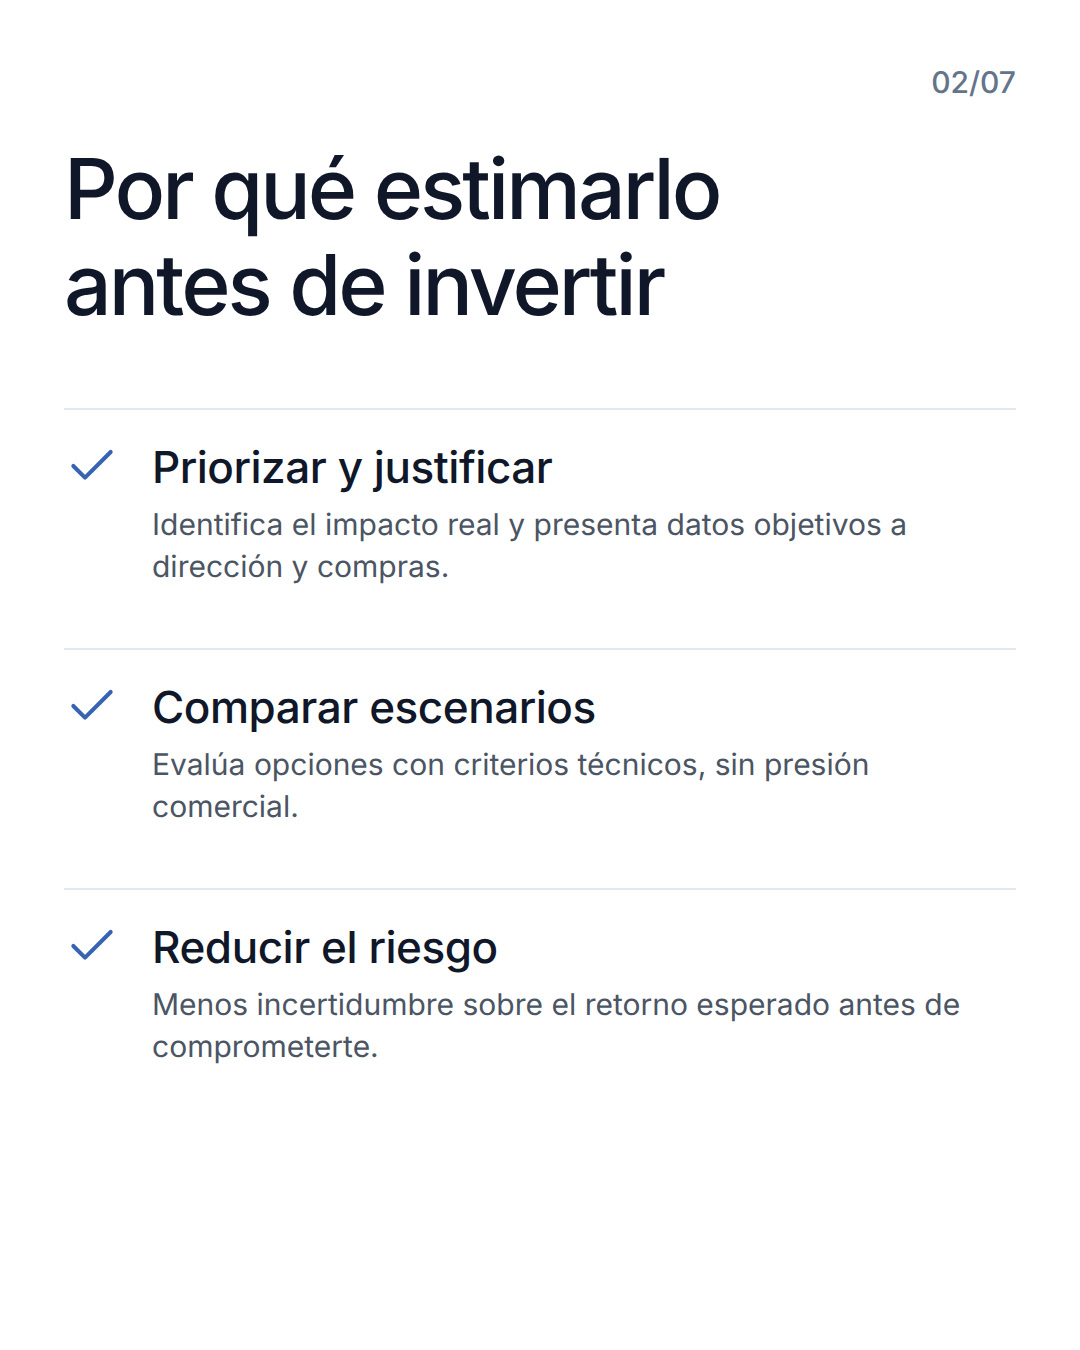 02/07
Por qué estimarlo
antes de invertir
Priorizar y justificar
Identifica el impacto real y presenta datos objetivos a
dirección y compras.
Comparar escenarios
Evalúa opciones con criterios técnicos, sin presión
comercial.
Reducir el riesgo
Menos incertidumbre sobre el retorno esperado antes de
comprometerte.